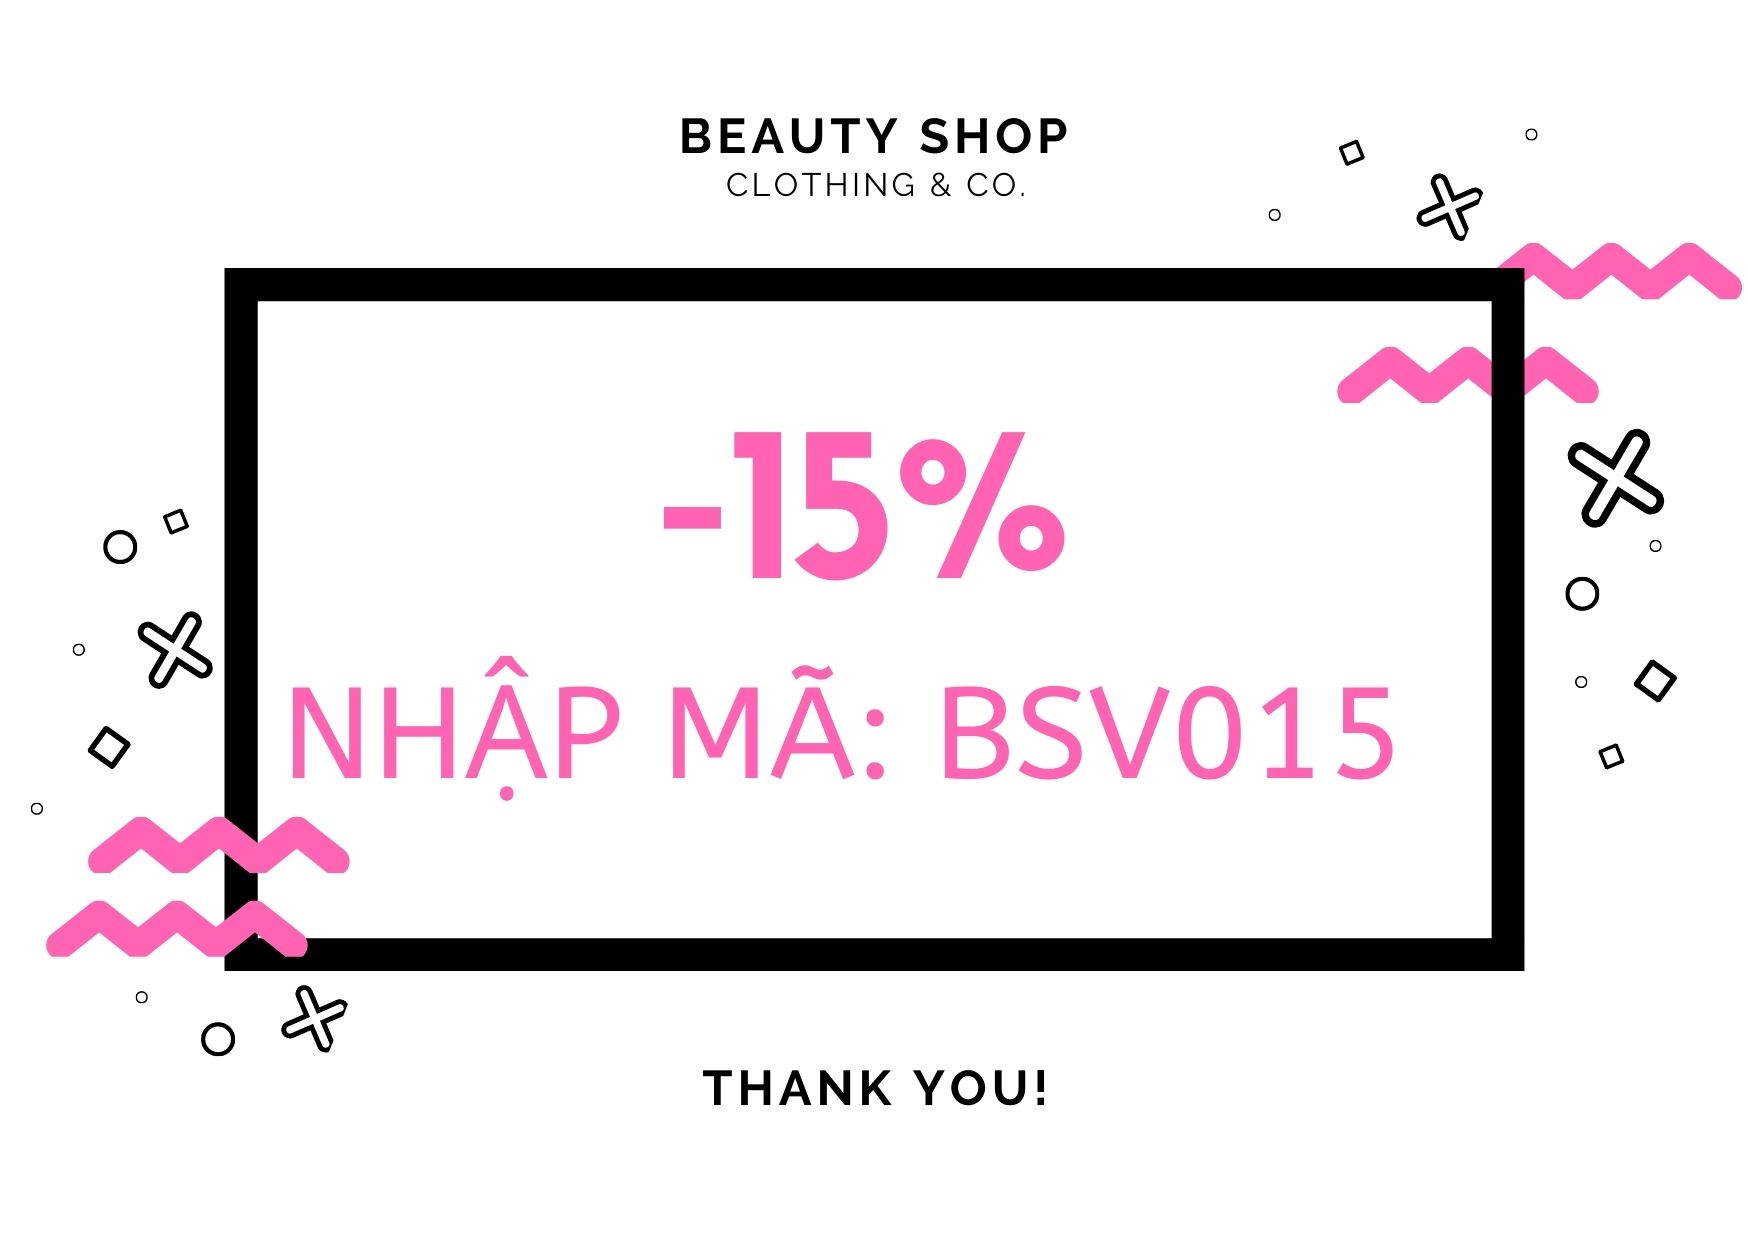 BEAUTY SHOP
CLOTHING & CO.
-15%
NHẬP MÃ: BSV015
THANK YOU!